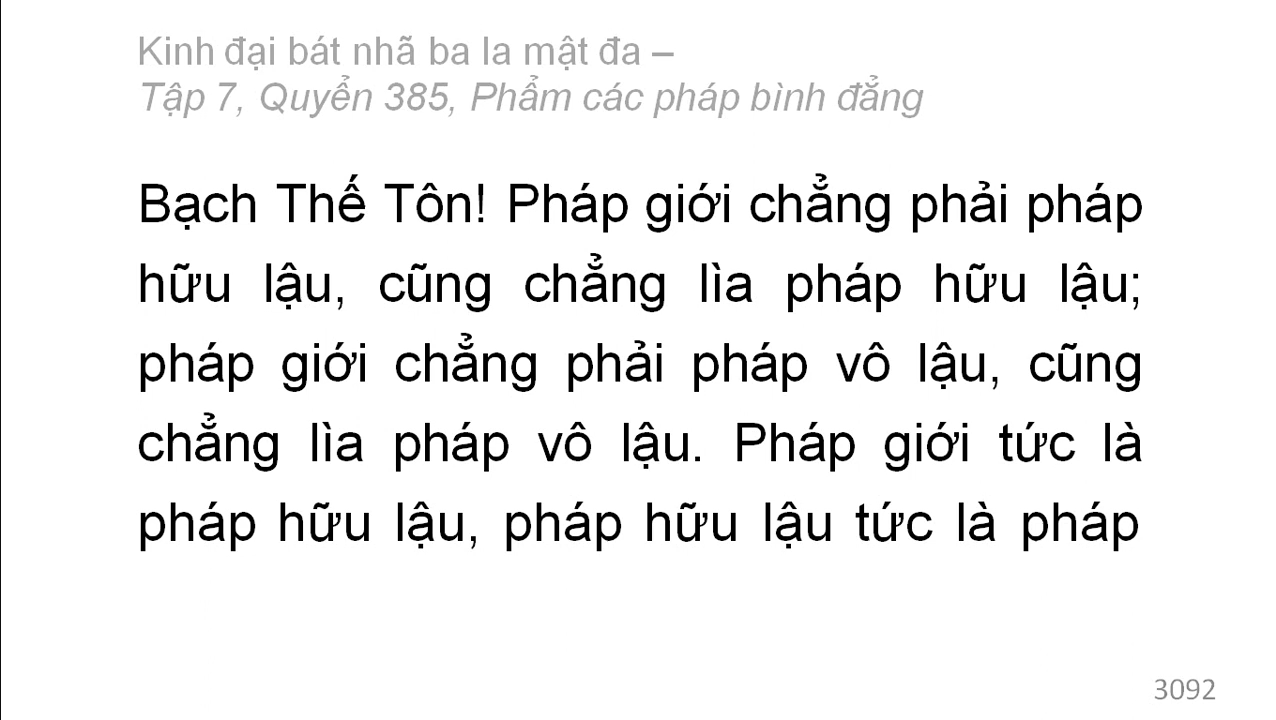 Kinh đại bát nhã ba la mật đa –
Tập 7, Quyển 385, Phẩm các pháp bình đẳng
Bạch Thế Tôn! Pháp giới chẳng phải pháp
hữu lậu, cũng chẳng lìa pháp hữu lậu;
pháp giới chẳng phải pháp vô lậu, cũng
chẳng lìa pháp vô lậu. Pháp giới tức là
pháp hữu lậu, pháp hữu lậu tức là pháp
3092